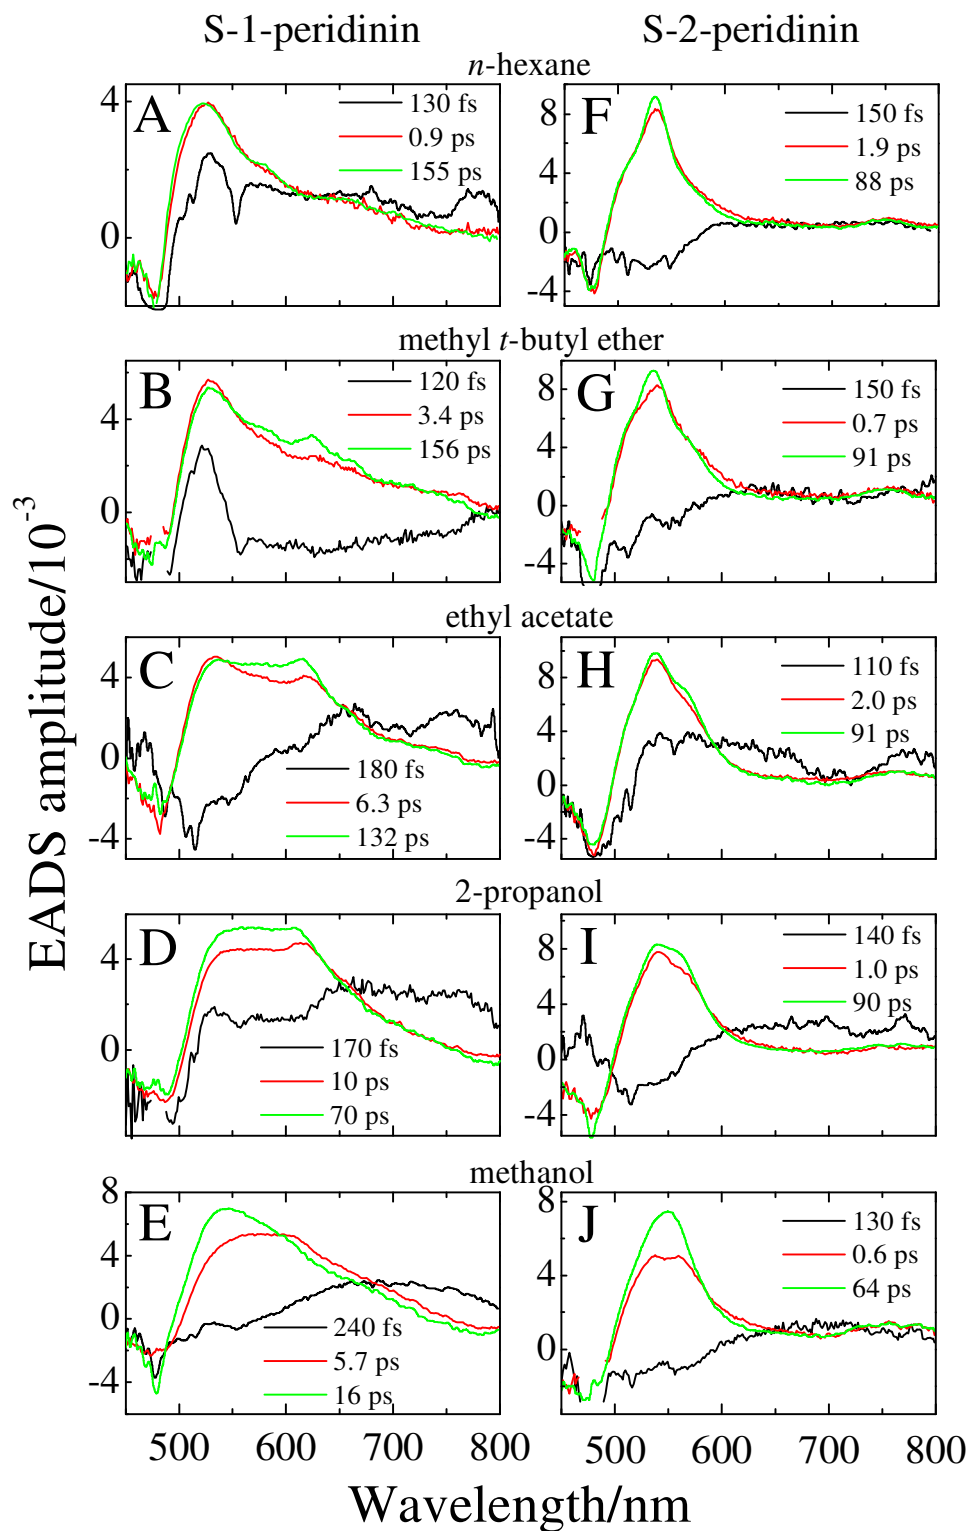 S-1-peridinin S-2-peridinin
n-hexane
A
4
0
130 fs
0.9 ps
155 ps
F
8
4
0
-4
150 fs
1.9 ps
88 ps
methyl t-butyl ether
B
4
0
120 fs
3.4 ps
156 ps
G
8
4
0
-4
150 fs
0.7 ps
91 ps
ethyl acetate
C
4
0
-4
180 fs
6.3 ps
132 ps
H
8
4
0
-4
110 fs
2.0 ps
91 ps
2-propanol
D
4
0
170 fs
10 ps
70 ps
I
8
4
0
-4
140 fs
1.0 ps
90 ps
methanol
E
8
4
0
-4
240 fs
5.7 ps
16 ps
J
8
4
0
130 fs
0.6 ps
64 ps
500 600 700 800 500 600 700 800
Wavelength/nm
EADS amplitude/10-3